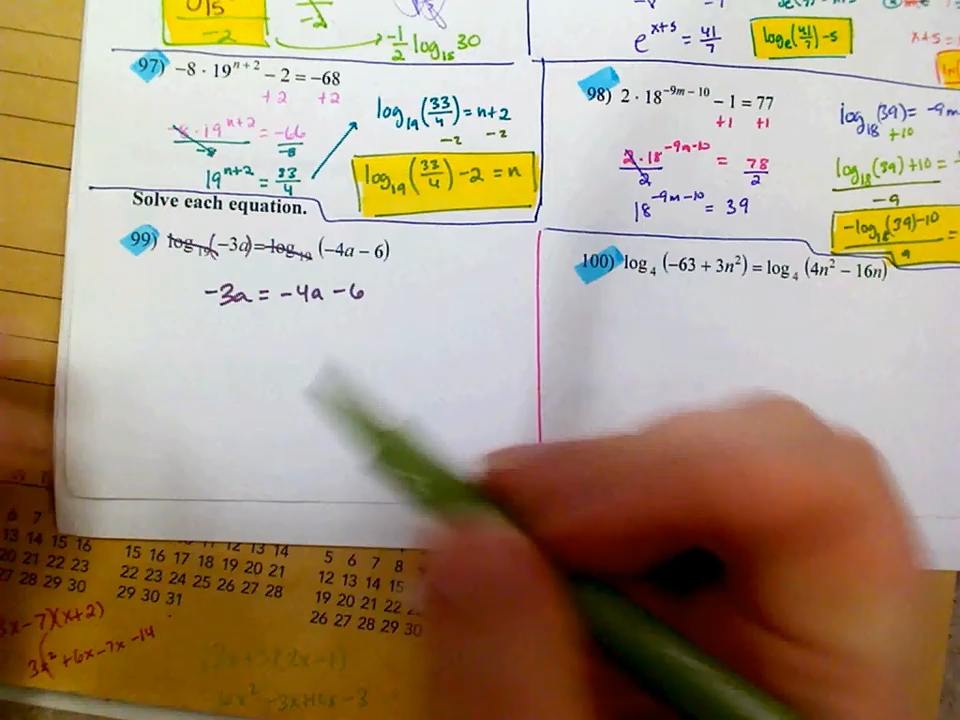 -2
-1/2 log₁₅30
e^(x+5) = 41/7
logₑ(41/7)-5
x+5 =
97) −8 · 19^(n+2) − 2 = −68
+2 +2
-8 · 19^(n+2) = -66
-8 -8
19^(n+2) = 33/4
log₁₉(33/4) = n+2
-2 -2
log₁₉(33/4) -2 = n
98) 2 · 18^(−9m−10) − 1 = 77
+1 +1
2 · 18^(-9m-10) = 78
2 2
18^(-9m-10) = 39
log₁₈(39) = -9m
+10
log₁₈(39) +10 =
-9
-log₁₈(39)-10 =
9
Solve each equation.
99) log₁₉(−3a) = log₁₉(−4a − 6)
-3a = -4a -6
100) log₄(−63 + 3n²) = log₄(4n² − 16n)
6 7
13 14 15 16
20 21 22 23
27 28 29 30
12 13 14
15 16 17 18 19 20 21
22 23 24 25 26 27 28
29 30 31
5 6 7 8
12 13 14 15
19 20 21 22
26 27 28 29 30
x-7)(x+2)
3x²+6x-7x-14
(2x-1)
6x² -3x+6x -3